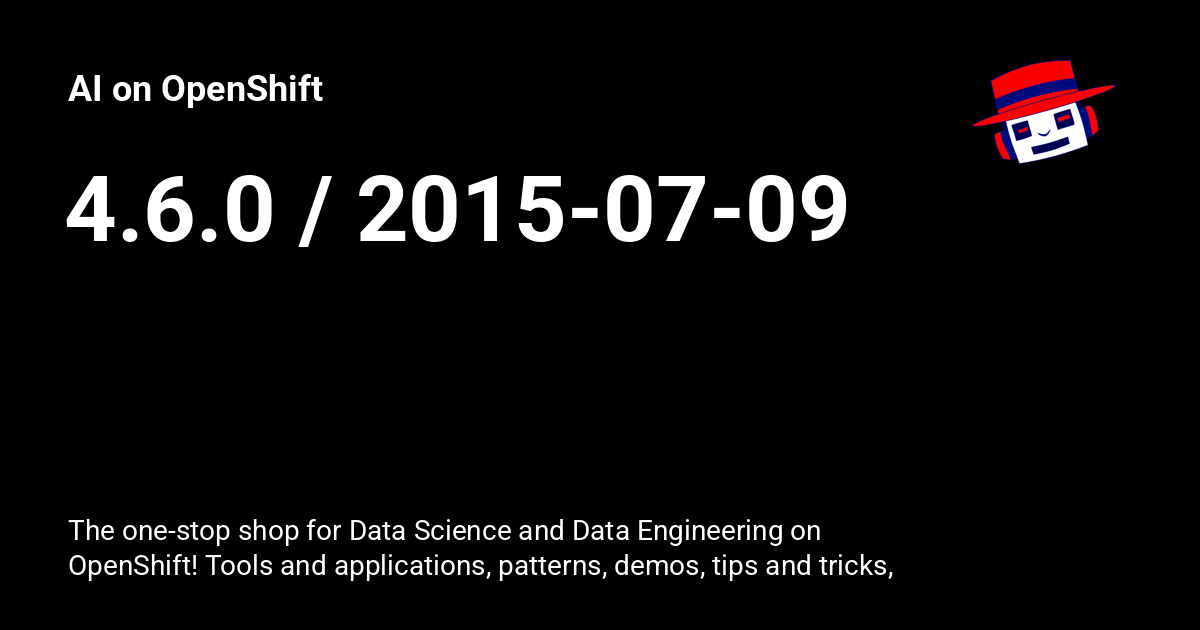 AI on OpenShift
4.6.0 / 2015-07-09
The one-stop shop for Data Science and Data Engineering on
OpenShift! Tools and applications, patterns, demos, tips and tricks,